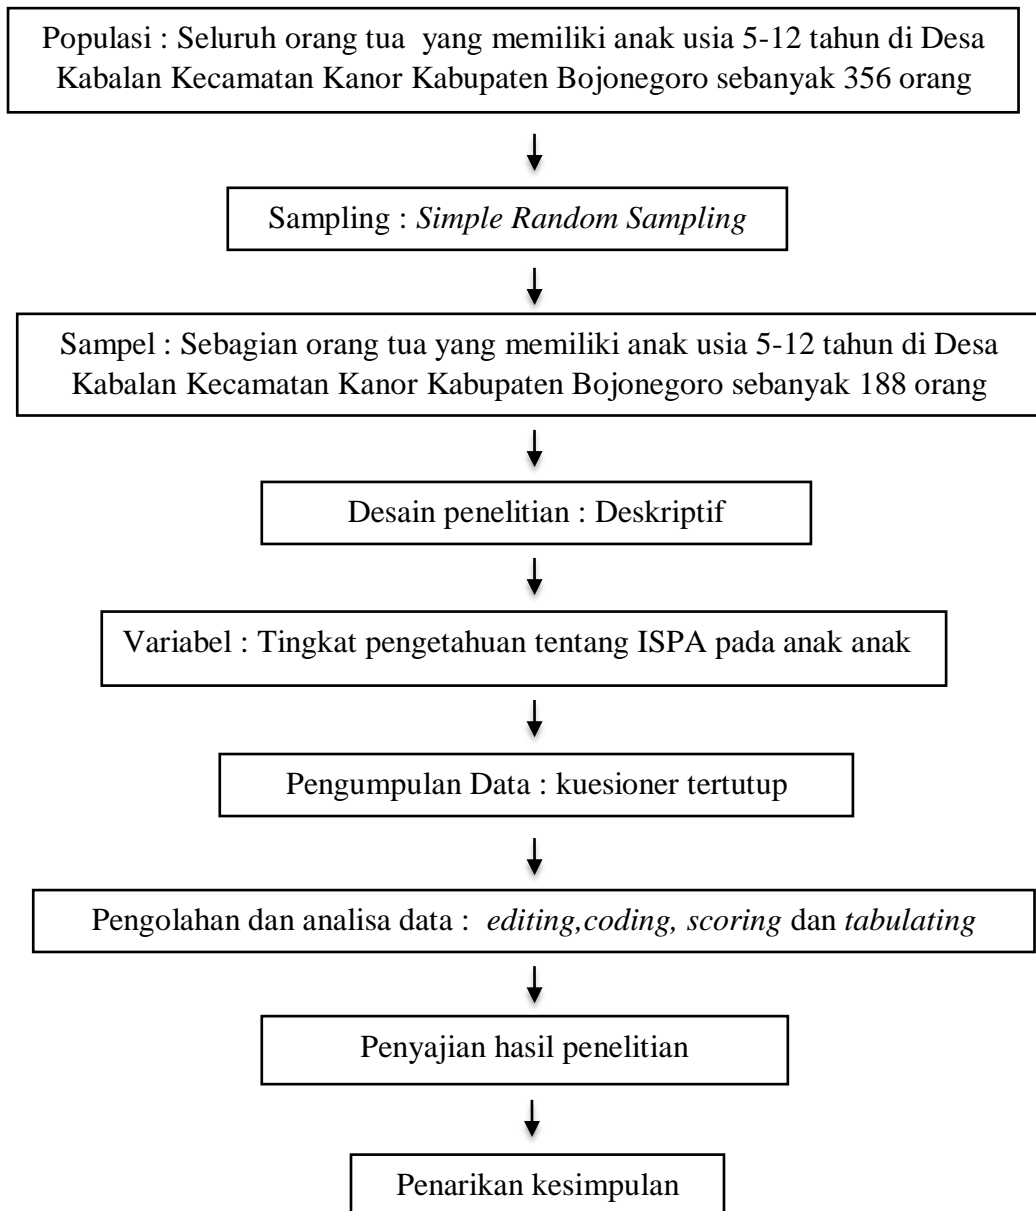 Populasi : Seluruh orang tua  yang memiliki anak usia 5-12 tahun di Desa
Kabalan Kecamatan Kanor Kabupaten Bojonegoro sebanyak 356 orang
Sampling : Simple Random Sampling
Sampel : Sebagian orang tua yang memiliki anak usia 5-12 tahun di Desa
Kabalan Kecamatan Kanor Kabupaten Bojonegoro sebanyak 188 orang
Desain penelitian : Deskriptif
Variabel : Tingkat pengetahuan tentang ISPA pada anak anak
Pengumpulan Data : kuesioner tertutup
Pengolahan dan analisa data :  editing,coding, scoring dan tabulating
Penyajian hasil penelitian
Penarikan kesimpulan